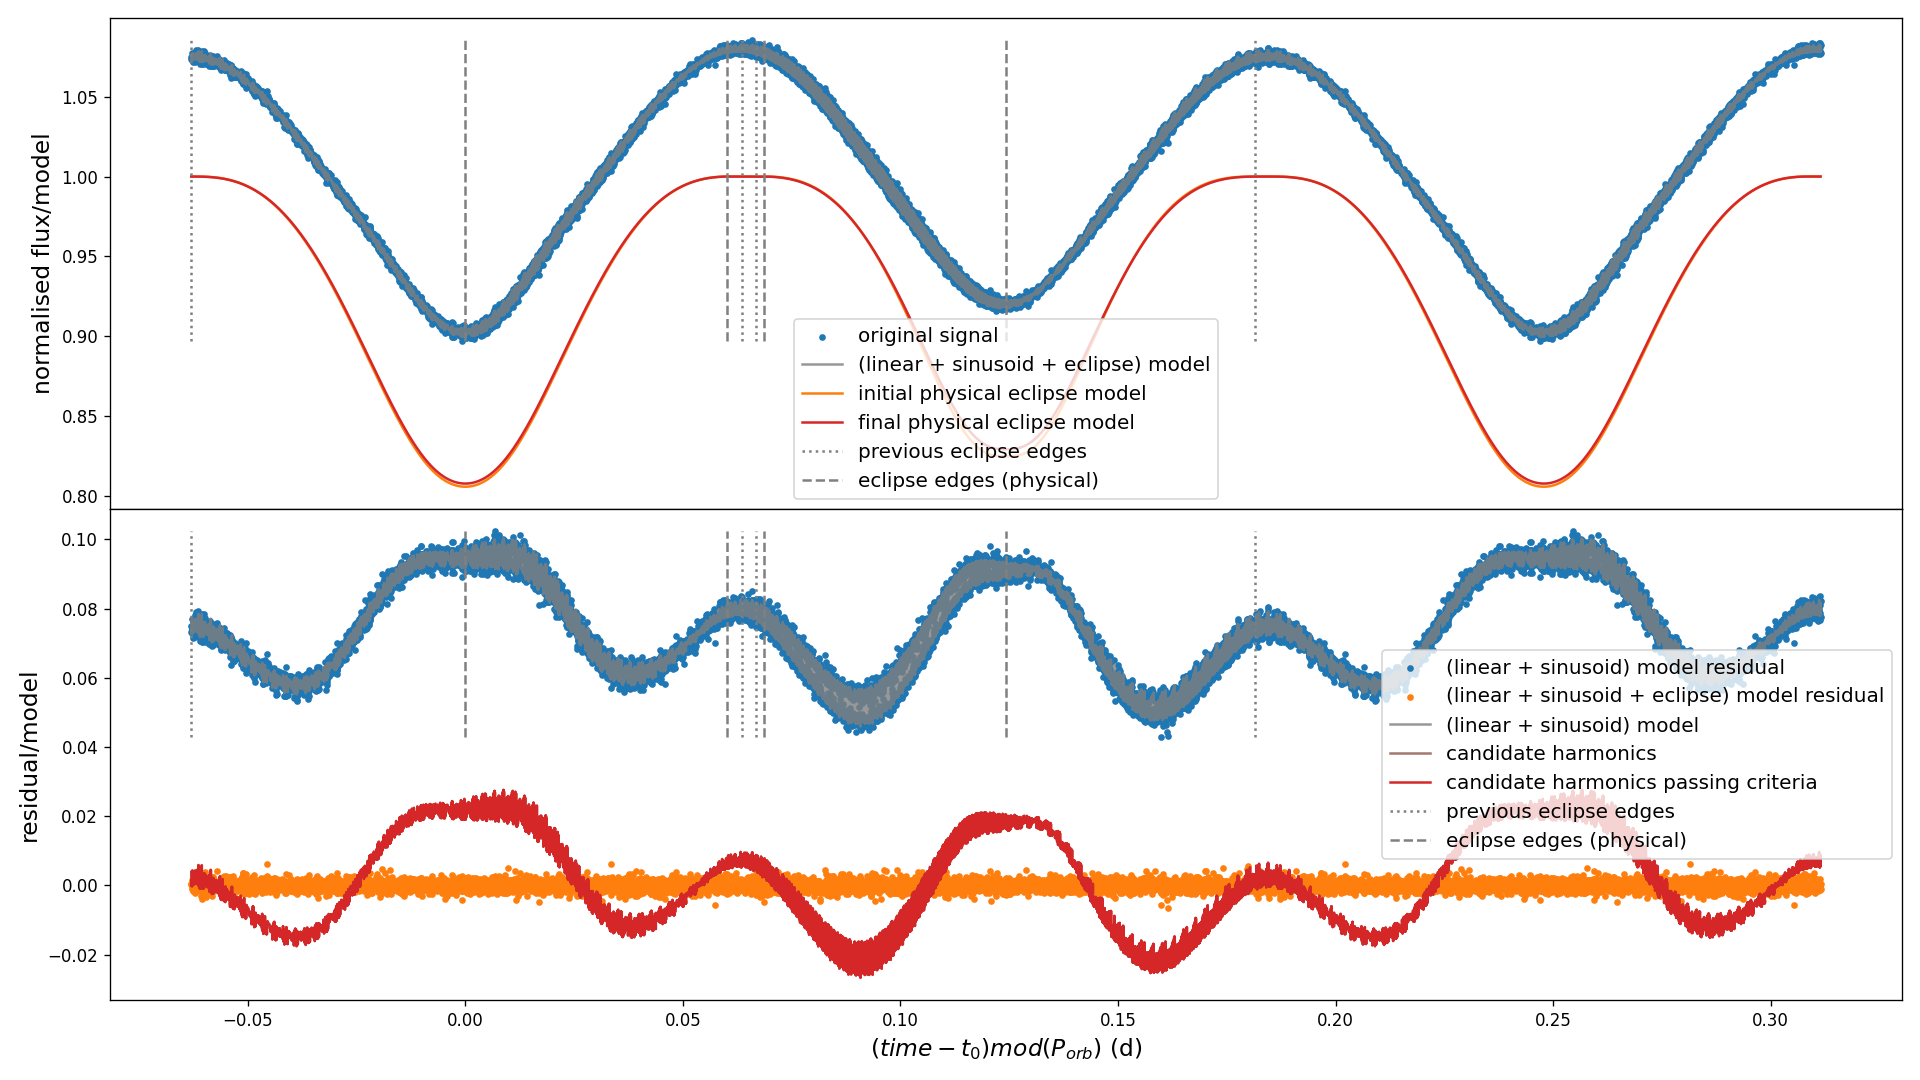 normalised flux/model
1.05
1.00
0.95
0.90
0.85
0.80
original signal
(linear + sinusoid + eclipse) model
initial physical eclipse model
final physical eclipse model
previous eclipse edges
eclipse edges (physical)
residual/model
0.10
0.08
0.06
0.04
0.02
0.00
−0.02
(linear + sinusoid) model residual
(linear + sinusoid + eclipse) model residual
(linear + sinusoid) model
candidate harmonics
candidate harmonics passing criteria
previous eclipse edges
eclipse edges (physical)
−0.05 0.00 0.05 0.10 0.15 0.20 0.25 0.30
(time − t₀)mod(Pₒᵣb) (d)